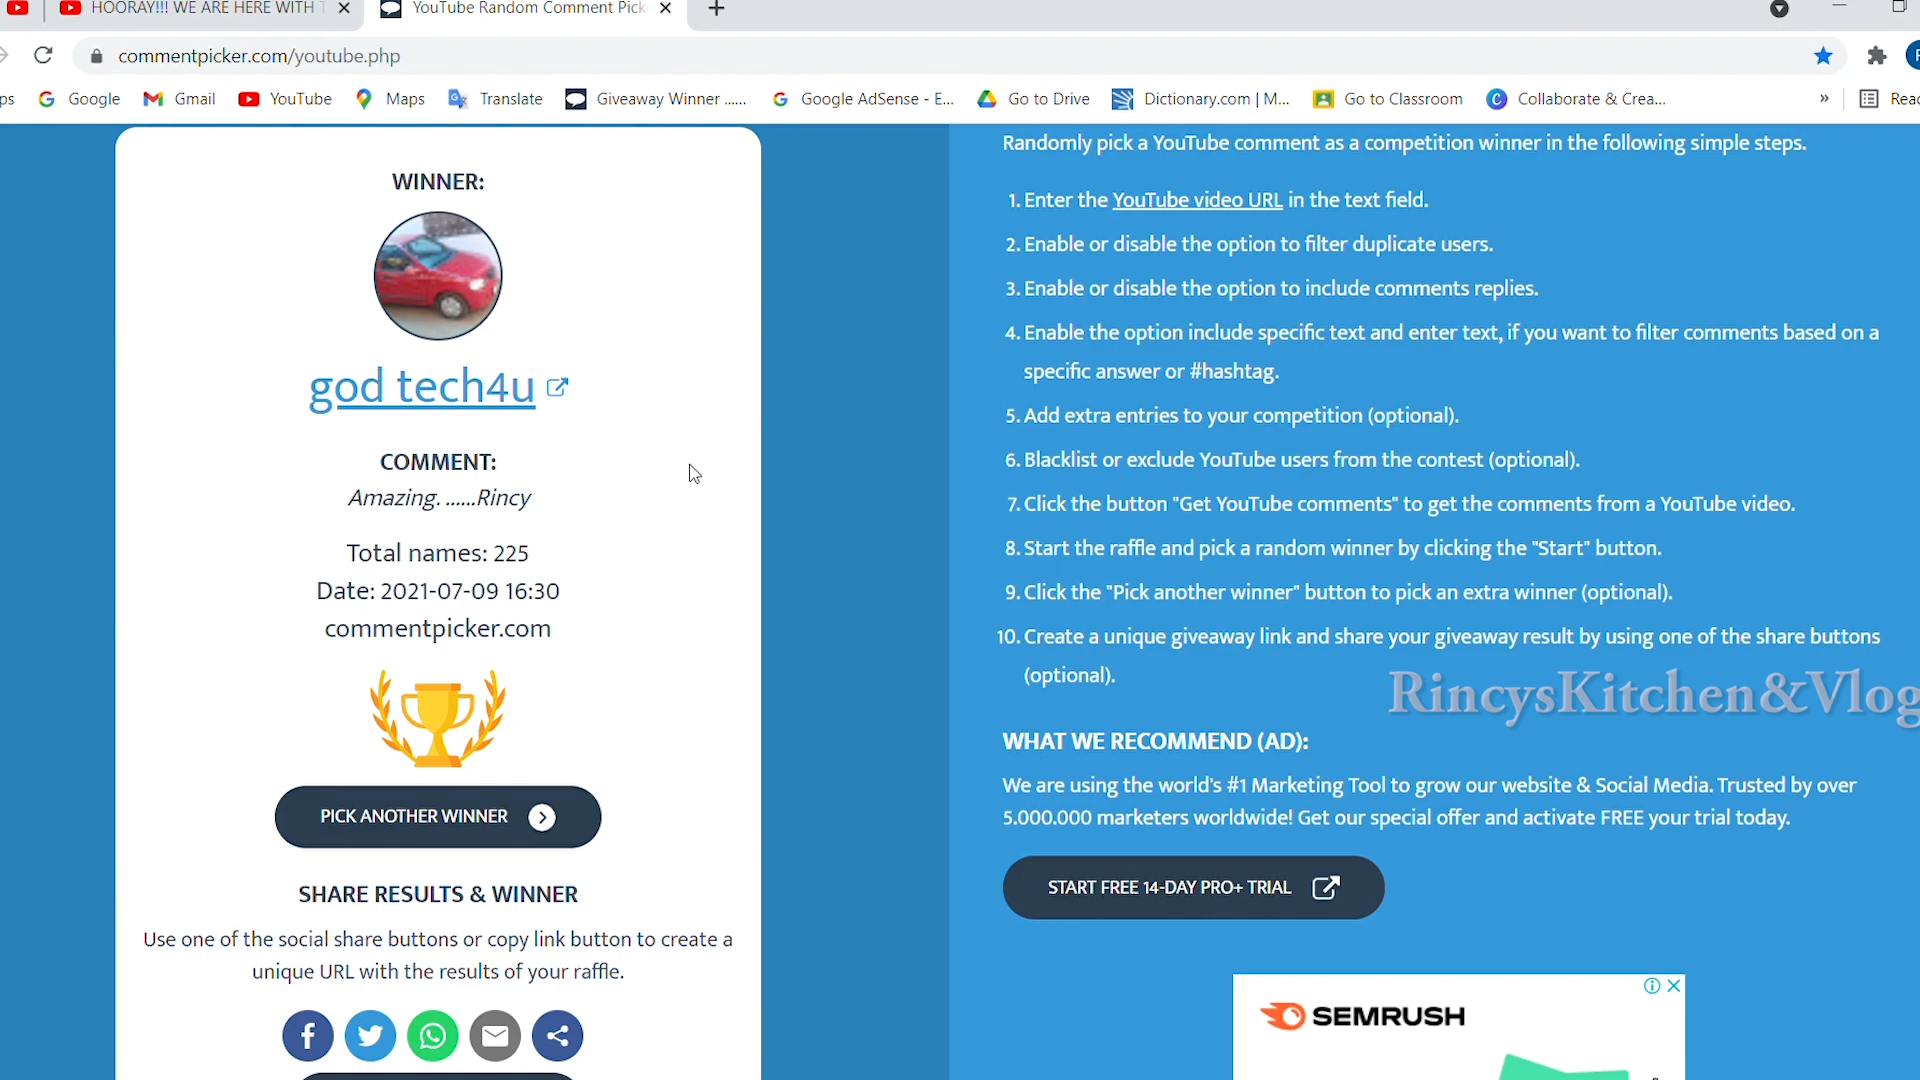 HOORAY!!! WE ARE HERE WITH
YouTube Random Comment Pick
commentpicker.com/youtube.php
ps
Google
Gmail
YouTube
Maps
Translate
Giveaway Winner ......
Google AdSense - E...
Go to Drive
Dictionary.com | M...
Go to Classroom
Collaborate & Crea...
»
Read
WINNER:
god tech4u
COMMENT:
Amazing. ......Rincy
Total names: 225
Date: 2021-07-09 16:30
commentpicker.com
PICK ANOTHER WINNER
SHARE RESULTS & WINNER
Use one of the social share buttons or copy link button to create a
unique URL with the results of your raffle.
Randomly pick a YouTube comment as a competition winner in the following simple steps.
1. Enter the YouTube video URL in the text field.
2. Enable or disable the option to filter duplicate users.
3. Enable or disable the option to include comments replies.
4. Enable the option include specific text and enter text, if you want to filter comments based on a
specific answer or #hashtag.
5. Add extra entries to your competition (optional).
6. Blacklist or exclude YouTube users from the contest (optional).
7. Click the button "Get YouTube comments" to get the comments from a YouTube video.
8. Start the raffle and pick a random winner by clicking the "Start" button.
9. Click the "Pick another winner" button to pick an extra winner (optional).
10. Create a unique giveaway link and share your giveaway result by using one of the share buttons
(optional).
RincysKitchen&Vlog
WHAT WE RECOMMEND (AD):
We are using the world's #1 Marketing Tool to grow our website & Social Media. Trusted by over
5.000.000 marketers worldwide! Get our special offer and activate FREE your trial today.
START FREE 14-DAY PRO+ TRIAL
SEMRUSH